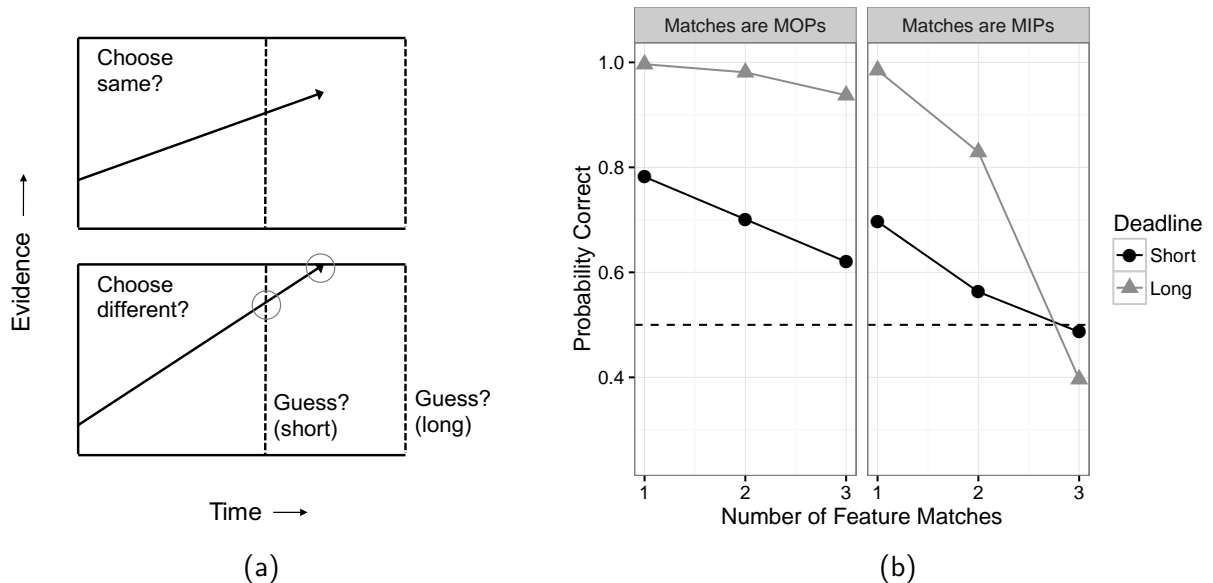 Choose
same?
Choose
different?
Guess?
(short)
Guess?
(long)
Evidence
Time
(a)
Matches are MOPs
Matches are MIPs
1.0
0.8
0.6
0.4
Probability Correct
1
2
3
1
2
3
Number of Feature Matches
Deadline
Short
Long
(b)